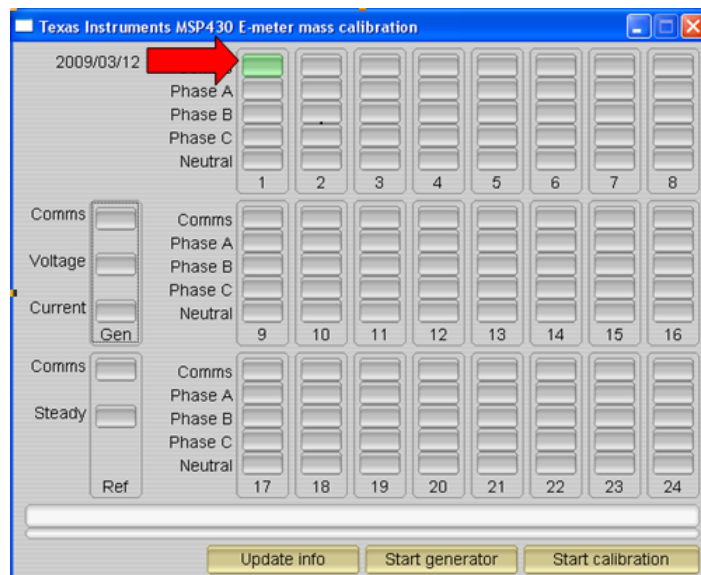 Texas Instruments MSP430 E-meter mass calibration
2009/03/12
Phase A
Phase B
Phase C
Neutral
1 2 3 4 5 6 7 8
Comms
Voltage
Current
Gen
Comms
Phase A
Phase B
Phase C
Neutral
9 10 11 12 13 14 15 16
Comms
Steady
Ref
Comms
Phase A
Phase B
Phase C
Neutral
17 18 19 20 21 22 23 24
Update info Start generator Start calibration